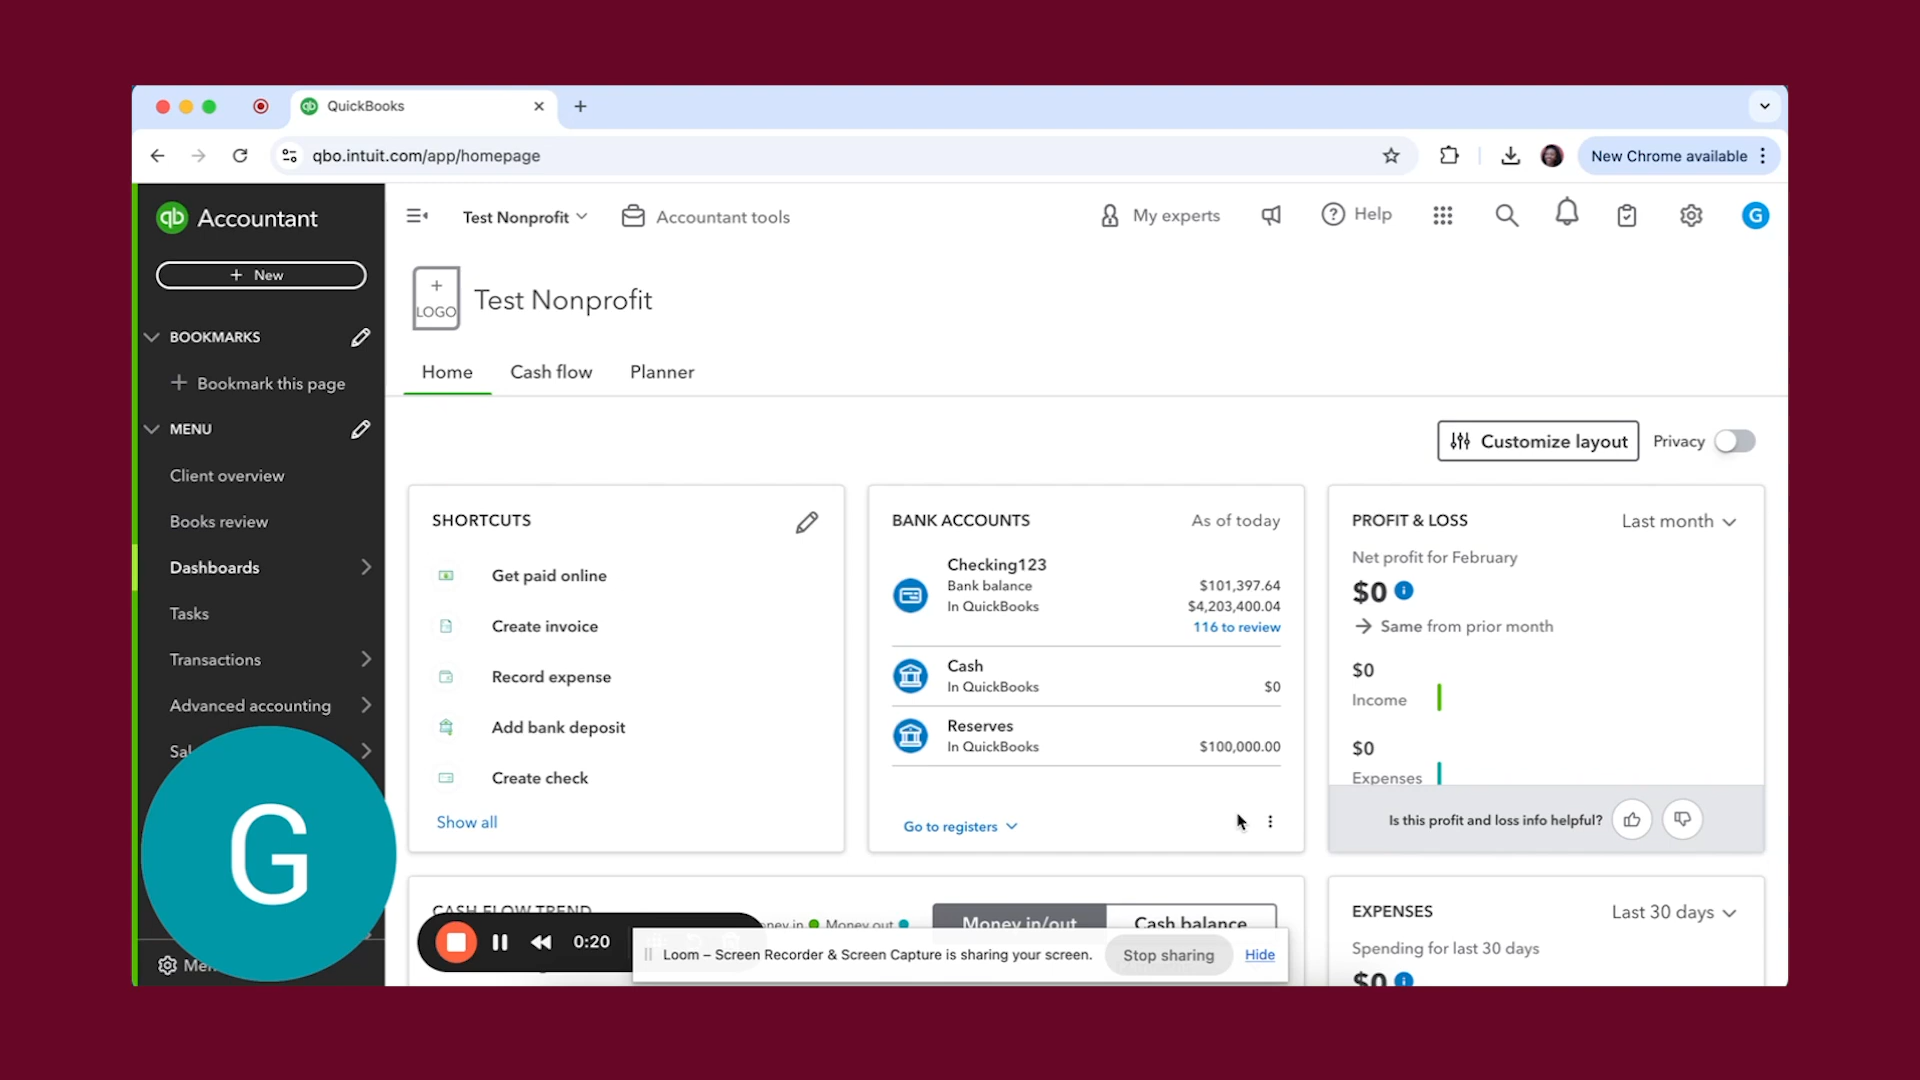 QuickBooks
qbo.intuit.com/app/homepage
New Chrome available
qb Accountant
Test Nonprofit
Accountant tools
My experts
Help
G
+ New
+
LOGO
Test Nonprofit
BOOKMARKS
Bookmark this page
Home
Cash flow
Planner
MENU
Customize layout
Privacy
Client overview
Books review
Dashboards
Tasks
Transactions
Advanced accounting
SHORTCUTS
Get paid online
Create invoice
Record expense
Add bank deposit
Create check
Show all
BANK ACCOUNTS
As of today
Checking123
Bank balance
$101,397.64
In QuickBooks
$4,203,400.04
116 to review
Cash
In QuickBooks
$0
Reserves
In QuickBooks
$100,000.00
Go to registers
PROFIT & LOSS
Last month
Net profit for February
$0
Same from prior month
$0
Income
$0
Expenses
Is this profit and loss info helpful?
G
CASH FLOW TREND
Money out
Money in/out
Cash balance
0:20
Loom – Screen Recorder & Screen Capture is sharing your screen.
Stop sharing
Hide
EXPENSES
Last 30 days
Spending for last 30 days
$0